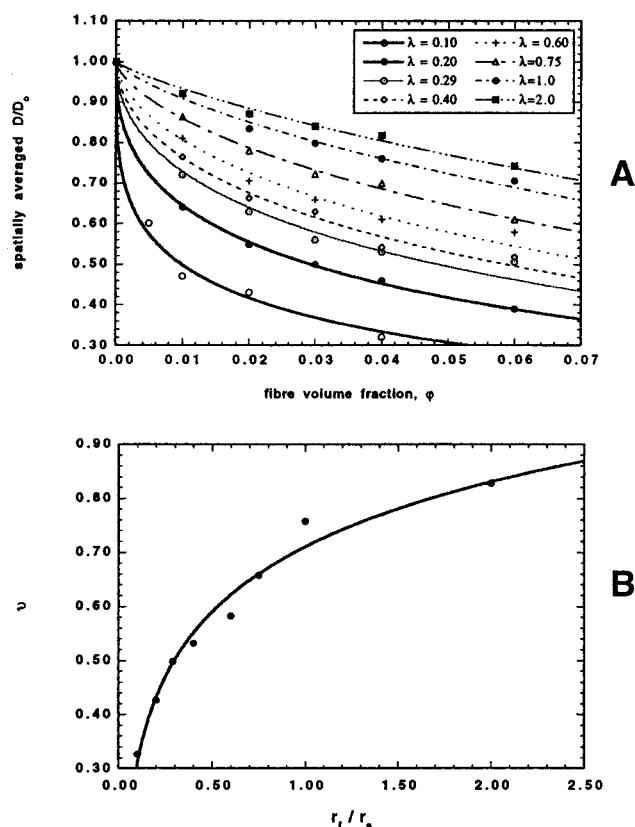 1.00
0.90
0.80
0.70
0.60
0.50
0.40
0.30
spatially averaged D/D₀
λ = 0.10
λ = 0.20
λ = 0.29
λ = 0.40
λ = 0.60
λ=0.75
λ=1.0
λ=2.0
A
0.00 0.01 0.02 0.03 0.04 0.05 0.06 0.07
fibre volume fraction, φ
0.90
0.80
0.70
0.60
0.50
0.40
0.30
υ
B
0.00 0.50 1.00 1.50 2.00 2.50
r_f / r_s